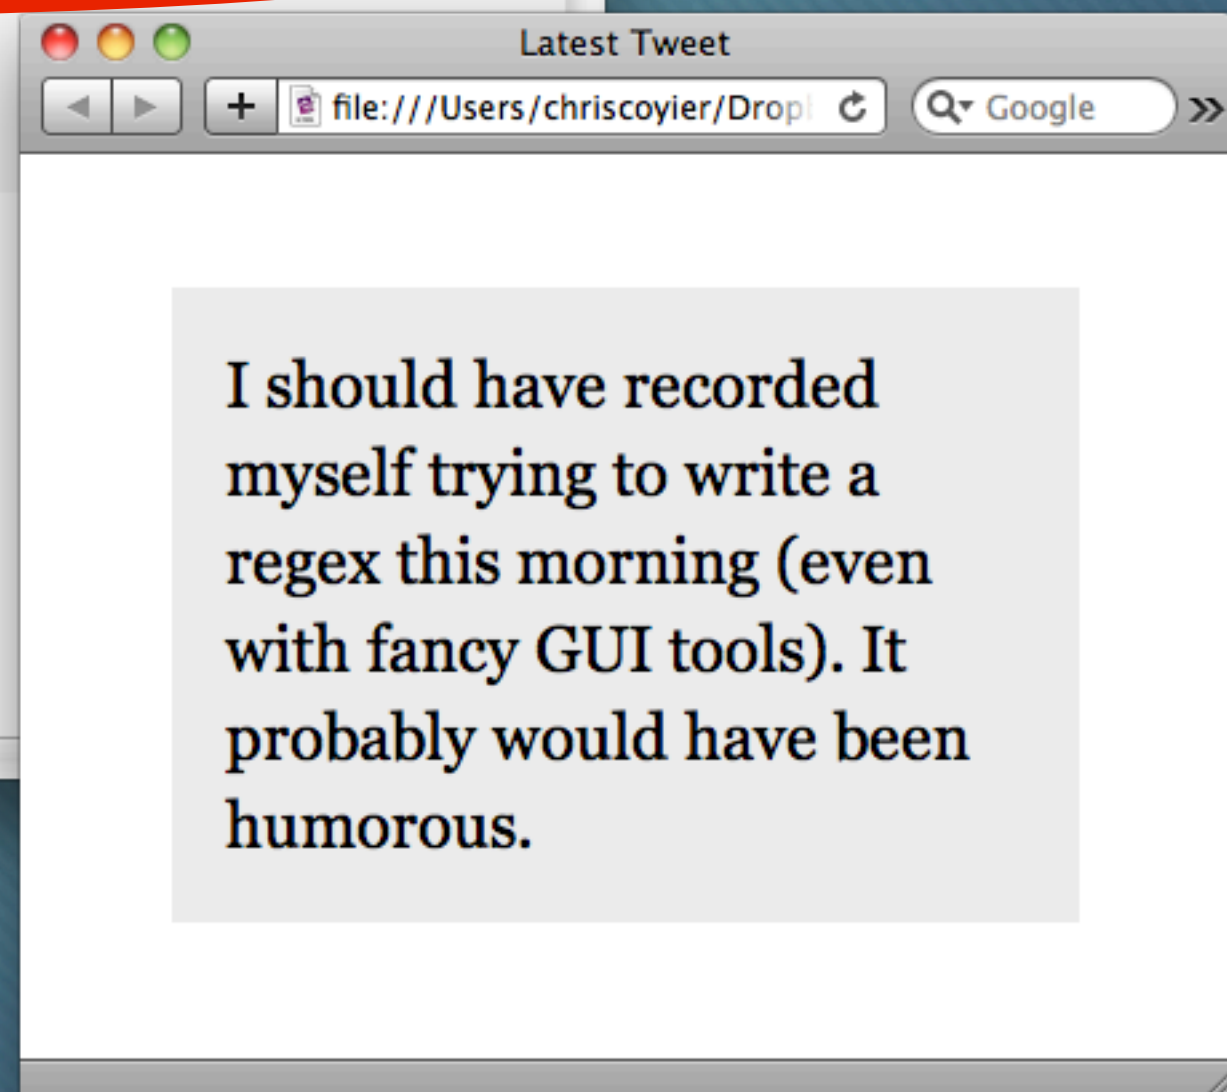 Latest Tweet
file:///Users/chriscoyier/Drop
Google
I should have recorded
myself trying to write a
regex this morning (even
with fancy GUI tools). It
probably would have been
humorous.